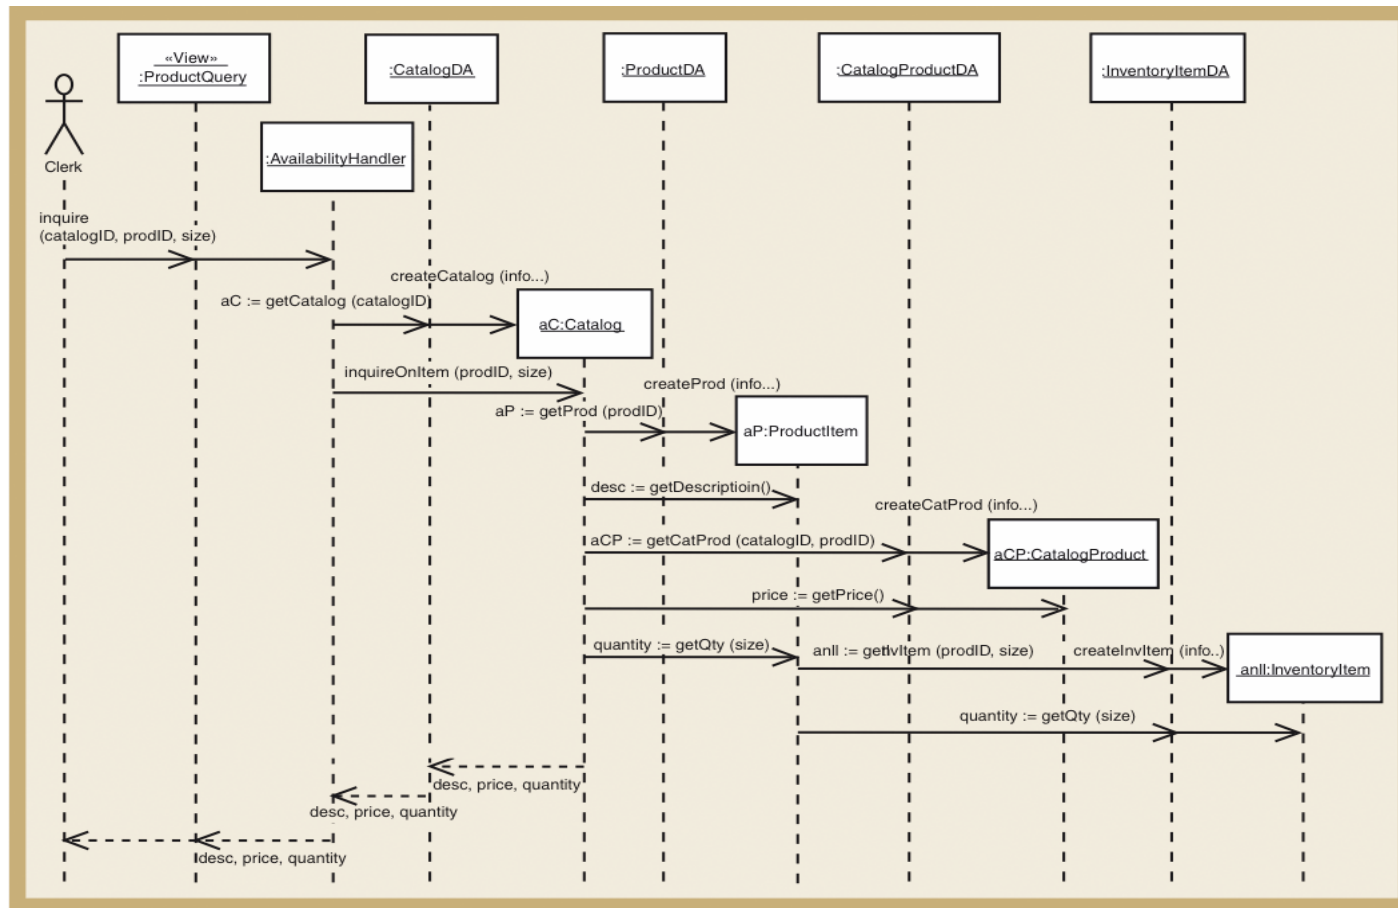 «View»
:ProductQuery
:CatalogDA
:ProductDA
:CatalogProductDA
:InventoryItemDA
:AvailabilityHandler
Clerk
inquire
(catalogID, prodID, size)
createCatalog (info...)
aC := getCatalog (catalogID)
aC:Catalog
inquireOnItem (prodID, size)
createProd (info...)
aP := getProd (prodID)
aP:ProductItem
desc := getDescriptioin()
createCatProd (info...)
aCP := getCatProd (catalogID, prodID)
aCP:CatalogProduct
price := getPrice()
quantity := getQty (size)
anII := getIvItem (prodID, size)
createInvItem (info..)
anII:InventoryItem
quantity := getQty (size)
desc, price, quantity
desc, price, quantity
desc, price, quantity